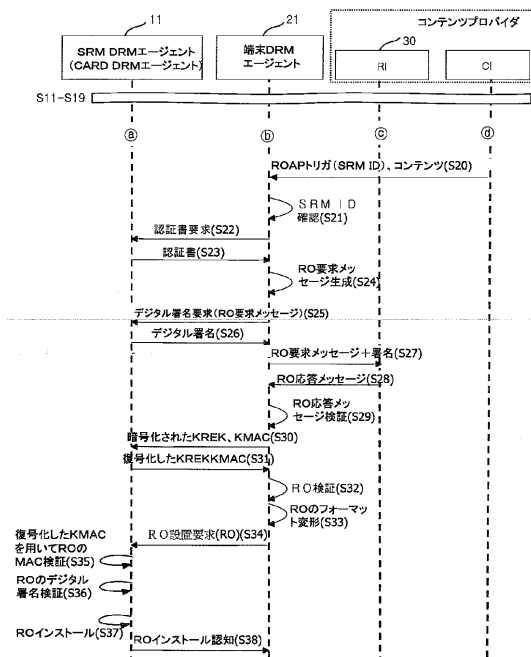 コンテンツプロバイダ
11
SRM DRMエージェント
(CARD DRMエージェント)
21
端末DRM
エージェント
30
RI
CI
S11-S19
ⓐ
ⓑ
ⓒ
ⓓ
ROAPトリガ(SRM ID)、コンテンツ(S20)
SRM ID
確認(S21)
認証書要求(S22)
認証書(S23)
RO要求メッ
セージ生成(S24)
デジタル署名要求(RO要求メッセージ)(S25)
デジタル署名(S26)
RO要求メッセージ+署名(S27)
RO応答メッセージ(S28)
RO応答メッ
セージ検証(S29)
暗号化されたKREK、KMAC(S30)
復号化したKREKKMAC(S31)
RO検証(S32)
ROのフォーマッ
ト変形(S33)
RO設置要求(RO)(S34)
復号化したKMAC
を用いてROの
MAC検証(S35)
ROのデジタル
署名検証(S36)
ROインストール(S37)
ROインストール認知(S38)